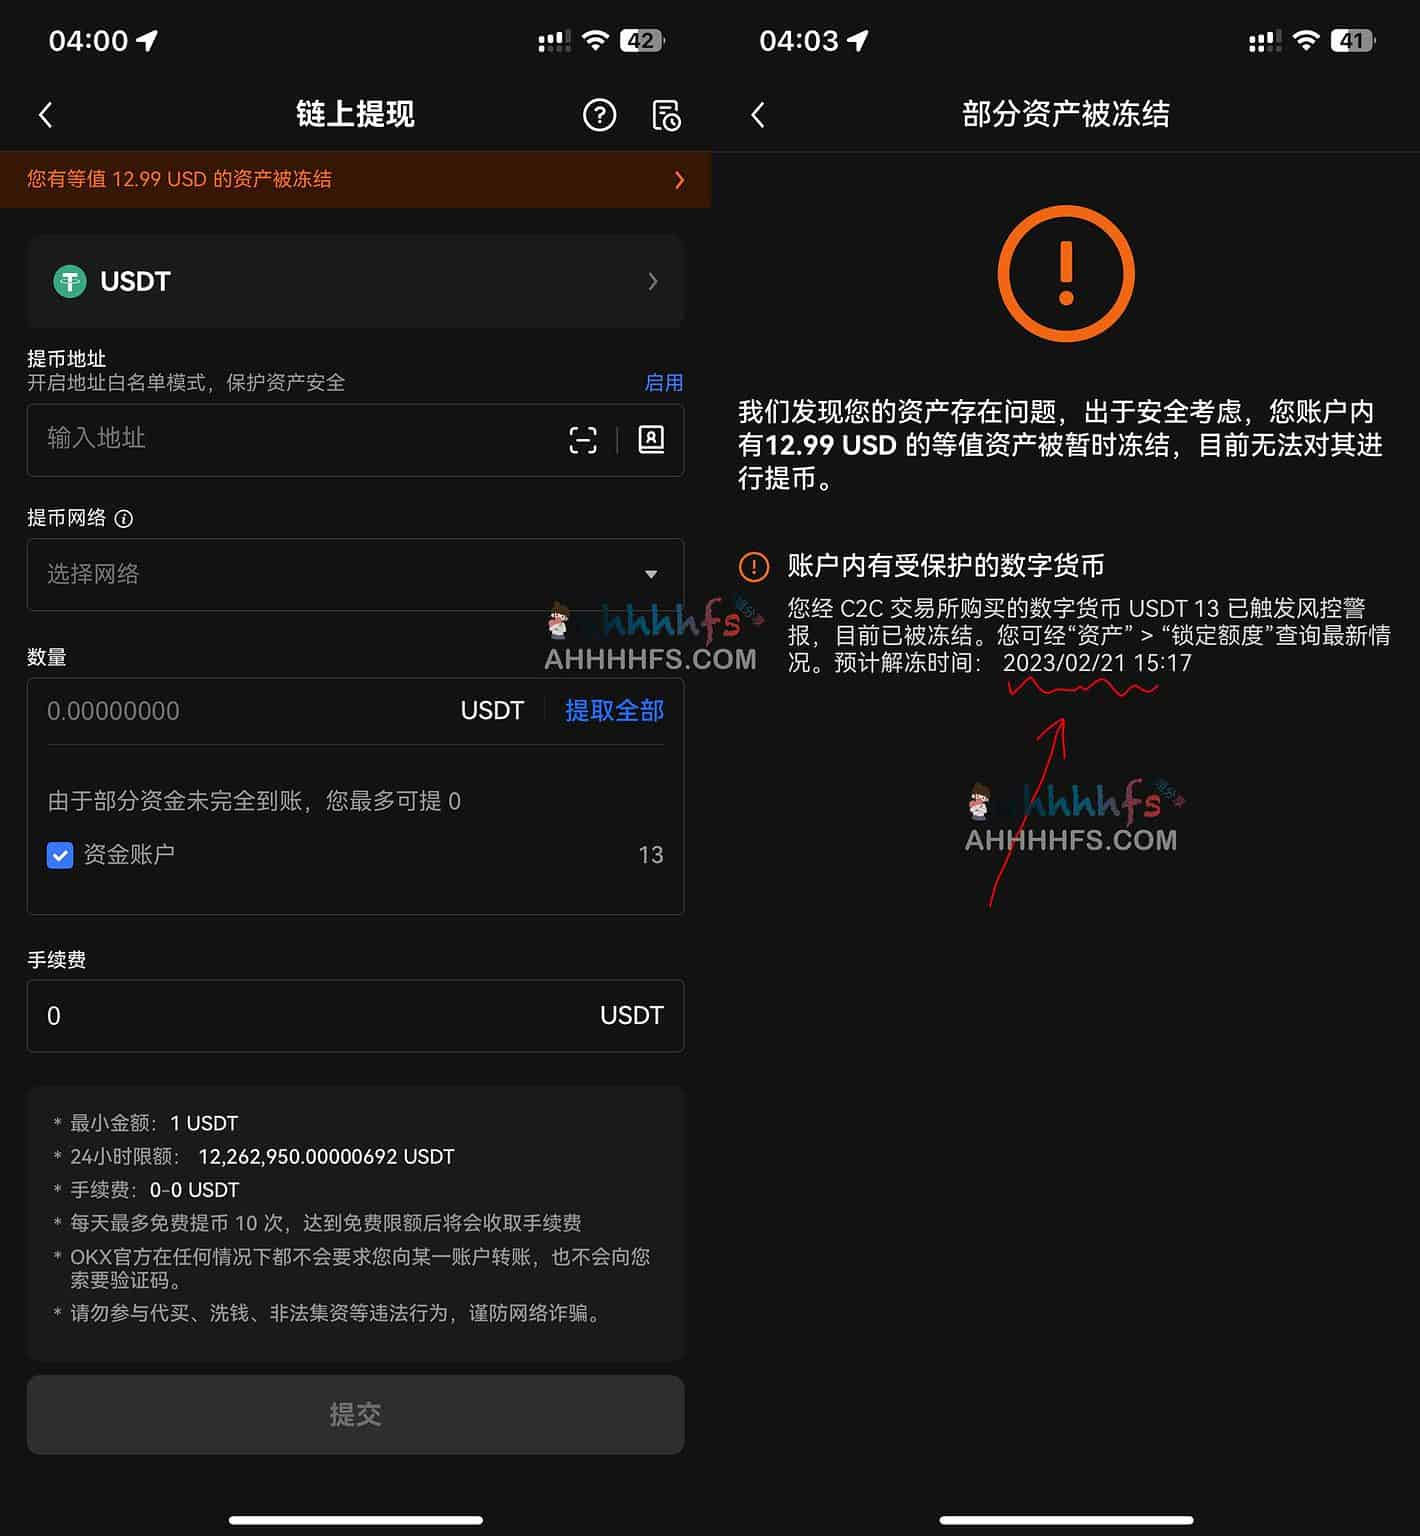 04:00
42
链上提现
您有等值 12.99 USD 的资产被冻结
USDT
提币地址
开启地址白名单模式，保护资产安全 启用
输入地址
提币网络
选择网络
数量
0.00000000 USDT 提取全部
由于部分资金未完全到账，您最多可提 0
资金账户 13
手续费
0 USDT
* 最小金额： 1 USDT
* 24小时限额： 12,262,950.00000692 USDT
* 手续费： 0-0 USDT
* 每天最多免费提币 10 次，达到免费限额后将会收取手续费
* OKX官方在任何情况下都不会要求您向某一账户转账，也不会向您
索要验证码。
* 请勿参与代买、洗钱、非法集资等违法行为，谨防网络诈骗。
提交
04:03
41
部分资产被冻结
我们发现您的资产存在问题，出于安全考虑，您账户内
有12.99 USD 的等值资产被暂时冻结，目前无法对其进
行提币。
账户内有受保护的数字货币
您经 C2C 交易所购买的数字货币 USDT 13 已触发风控警
报，目前已被冻结。您可经“资产” > “锁定额度”查询最新情
况。预计解冻时间： 2023/02/21 15:17
AHHHHFS.COM
AHHHHFS.COM